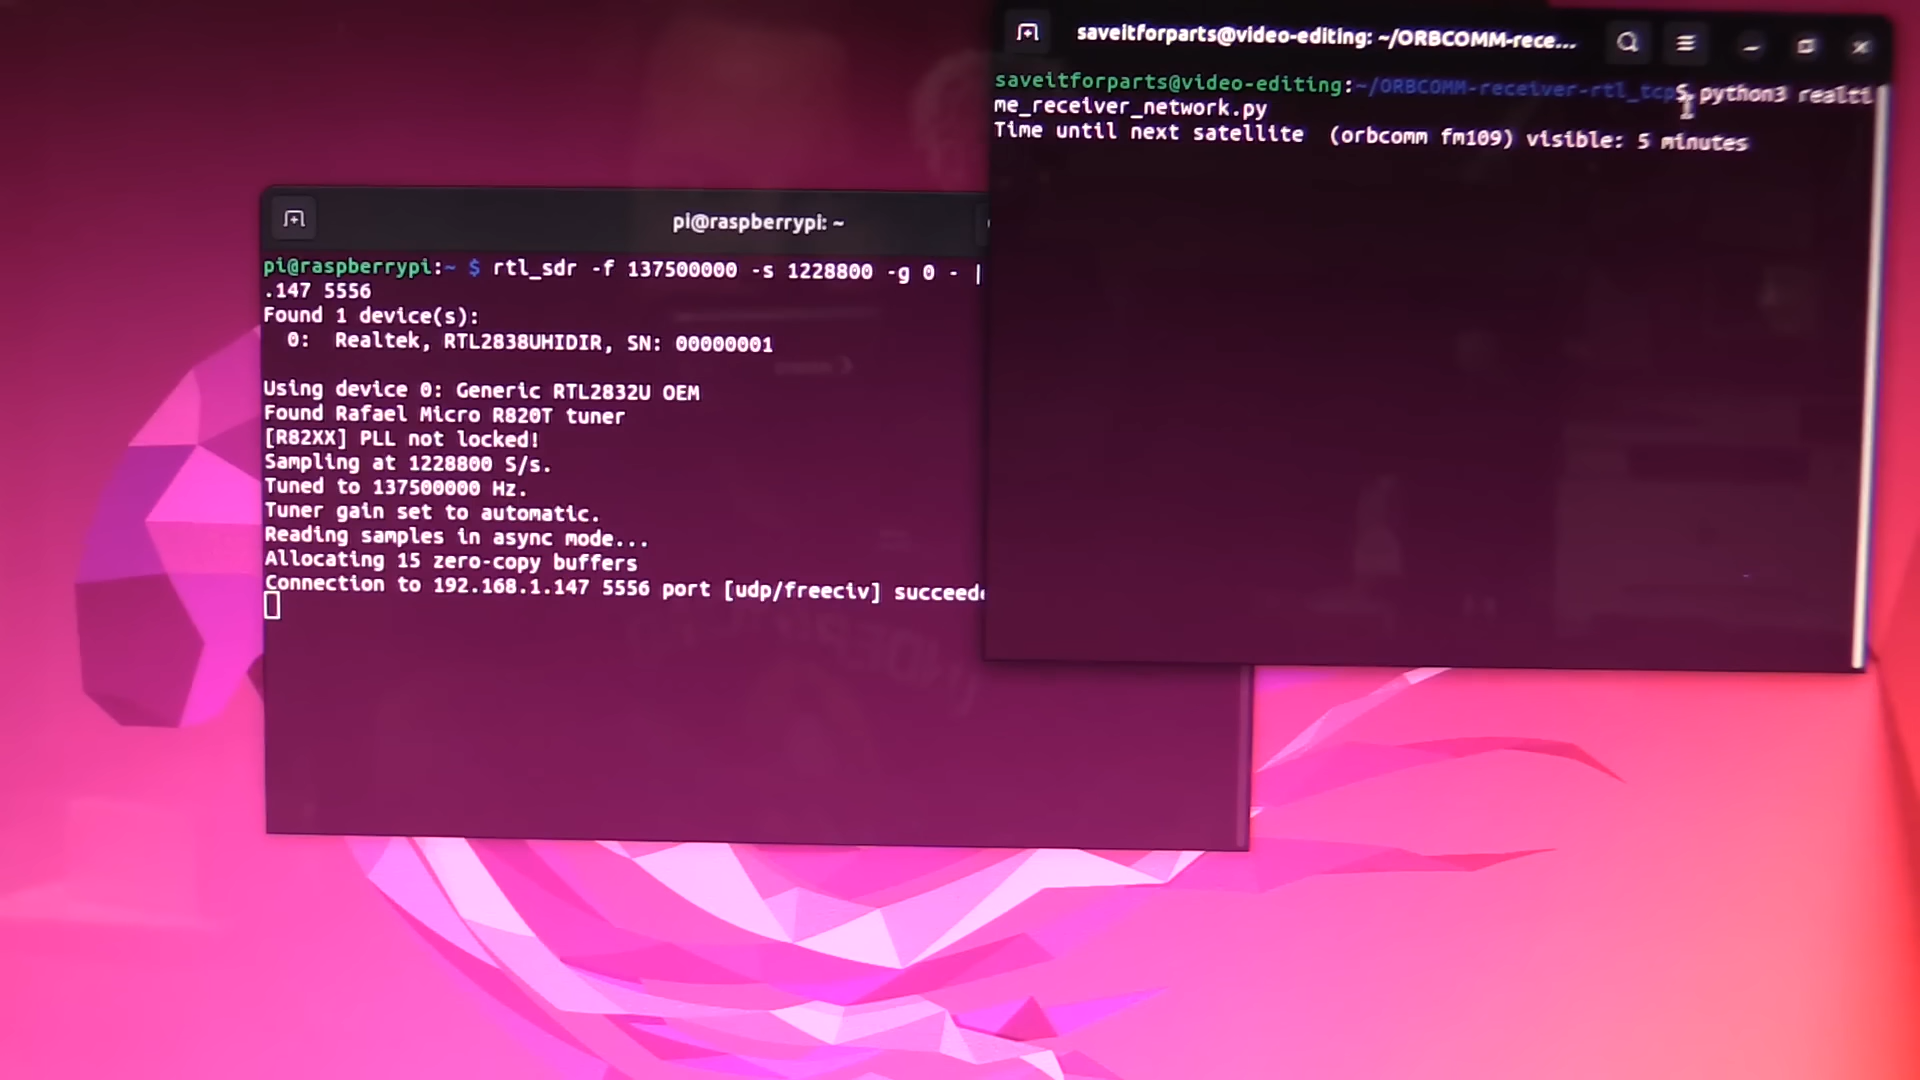 saveitforparts@video-editing: ~/ORBCOMM-rece...
saveitforparts@video-editing:~/ORBCOMM-receiver-rtl_tcp$ python3 realti
me_receiver_network.py
Time until next satellite  (orbcomm fm109) visible: 5 minutes
pi@raspberrypi: ~
pi@raspberrypi:~ $ rtl_sdr -f 137500000 -s 1228800 -g 0 - |
.147 5556
Found 1 device(s):
  0:  Realtek, RTL2838UHIDIR, SN: 00000001
Using device 0: Generic RTL2832U OEM
Found Rafael Micro R820T tuner
[R82XX] PLL not locked!
Sampling at 1228800 S/s.
Tuned to 137500000 Hz.
Tuner gain set to automatic.
Reading samples in async mode...
Allocating 15 zero-copy buffers
Connection to 192.168.1.147 5556 port [udp/freeciv] succeede